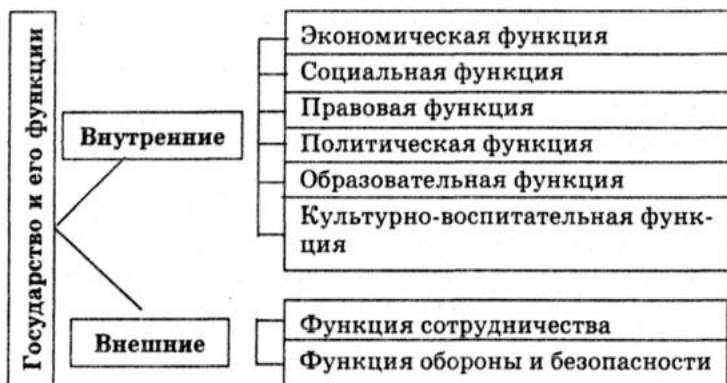 Государство и его функции
Внутренние
Экономическая функция
Социальная функция
Правовая функция
Политическая функция
Образовательная функция
Культурно-воспитательная функ-
ция
Внешние
Функция сотрудничества
Функция обороны и безопасности